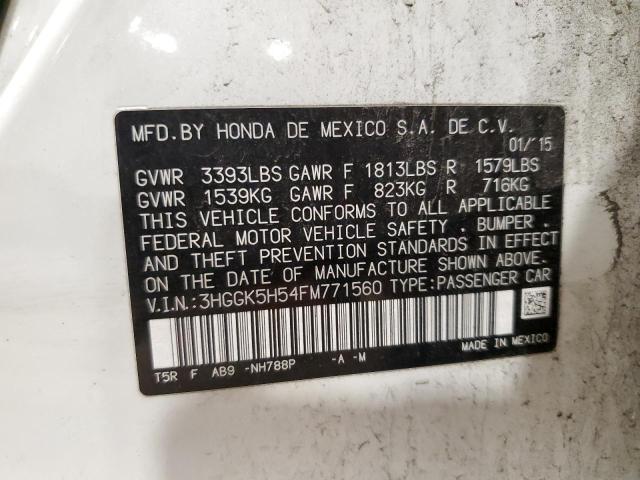 MFD.BY HONDA DE MEXICO S.A. DE C.V.
01/'15
GVWR 3393LBS GAWR F 1813LBS R 1579LBS
GVWR 1539KG GAWR F 823KG R 716KG
THIS VEHICLE CONFORMS TO ALL APPLICABLE
FEDERAL MOTOR VEHICLE SAFETY . BUMPER .
AND THEFT PREVENTION STANDARDS IN EFFECT
ON THE DATE OF MANUFACTURE SHOWN ABOVE.
V.I.N.:3HGGK5H54FM771560 TYPE:PASSENGER CAR
MADE IN MEXICO
T5R F AB9 -NH788P -A -M